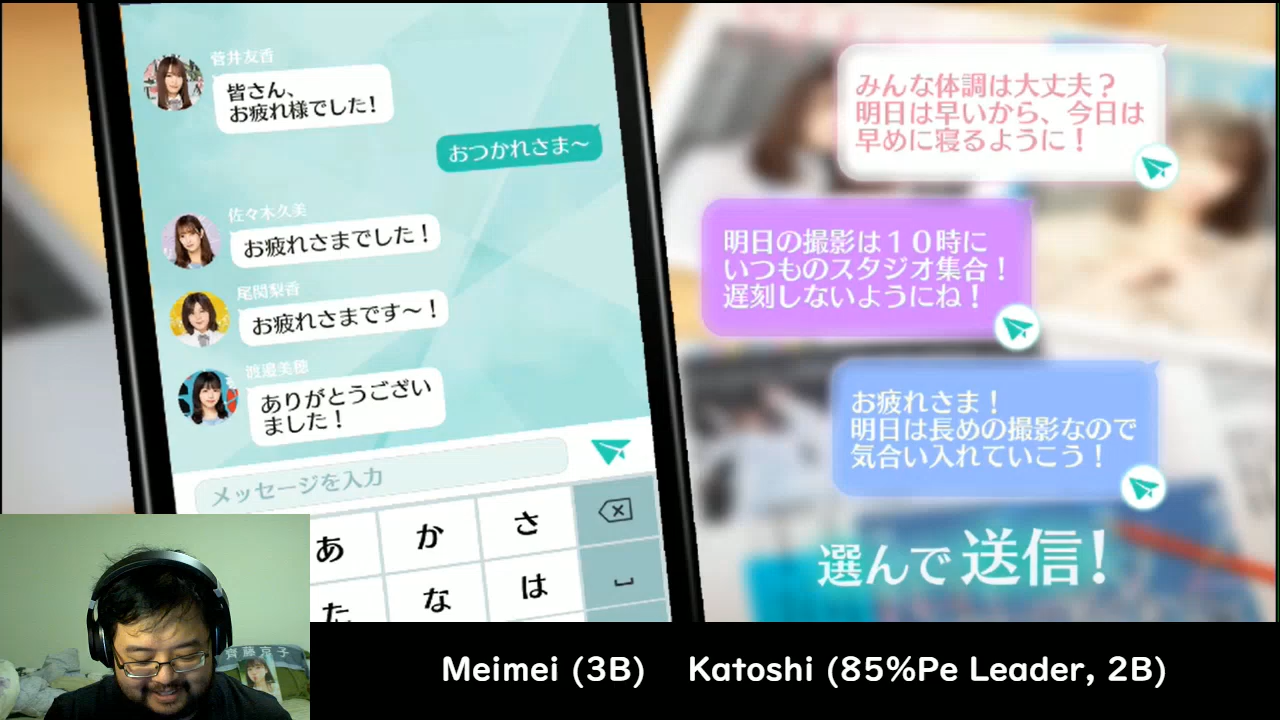 菅井友香
皆さん、
お疲れ様でした!
おつかれさま～
佐々木久美
お疲れさまでした!
尾関梨香
お疲れさまです～!
渡邉美穂
ありがとうござい
ました!
メッセージを入力
あ
か
さ
た
な
は
みんな体調は大丈夫?
明日は早いから、今日は
早めに寝るように!
明日の撮影は10時に
いつものスタジオ集合!
遅刻しないようにね!
お疲れさま!
明日は長めの撮影なので
気合い入れていこう!
選んで送信!
齊藤京子
Meimei (3B) Katoshi (85%Pe Leader, 2B)